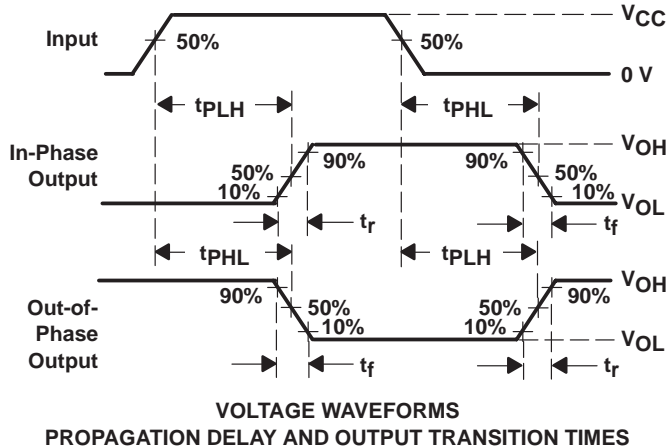 VCC
Input
50%
50%
0 V
tPLH
tPHL
In-Phase
Output
VOH
90%
90%
50%
50%
10%
10%
VOL
tr
tf
tPHL
tPLH
Out-of-
Phase
Output
VOH
90%
90%
50%
50%
10%
10%
VOL
tf
tr
VOLTAGE WAVEFORMS
PROPAGATION DELAY AND OUTPUT TRANSITION TIMES